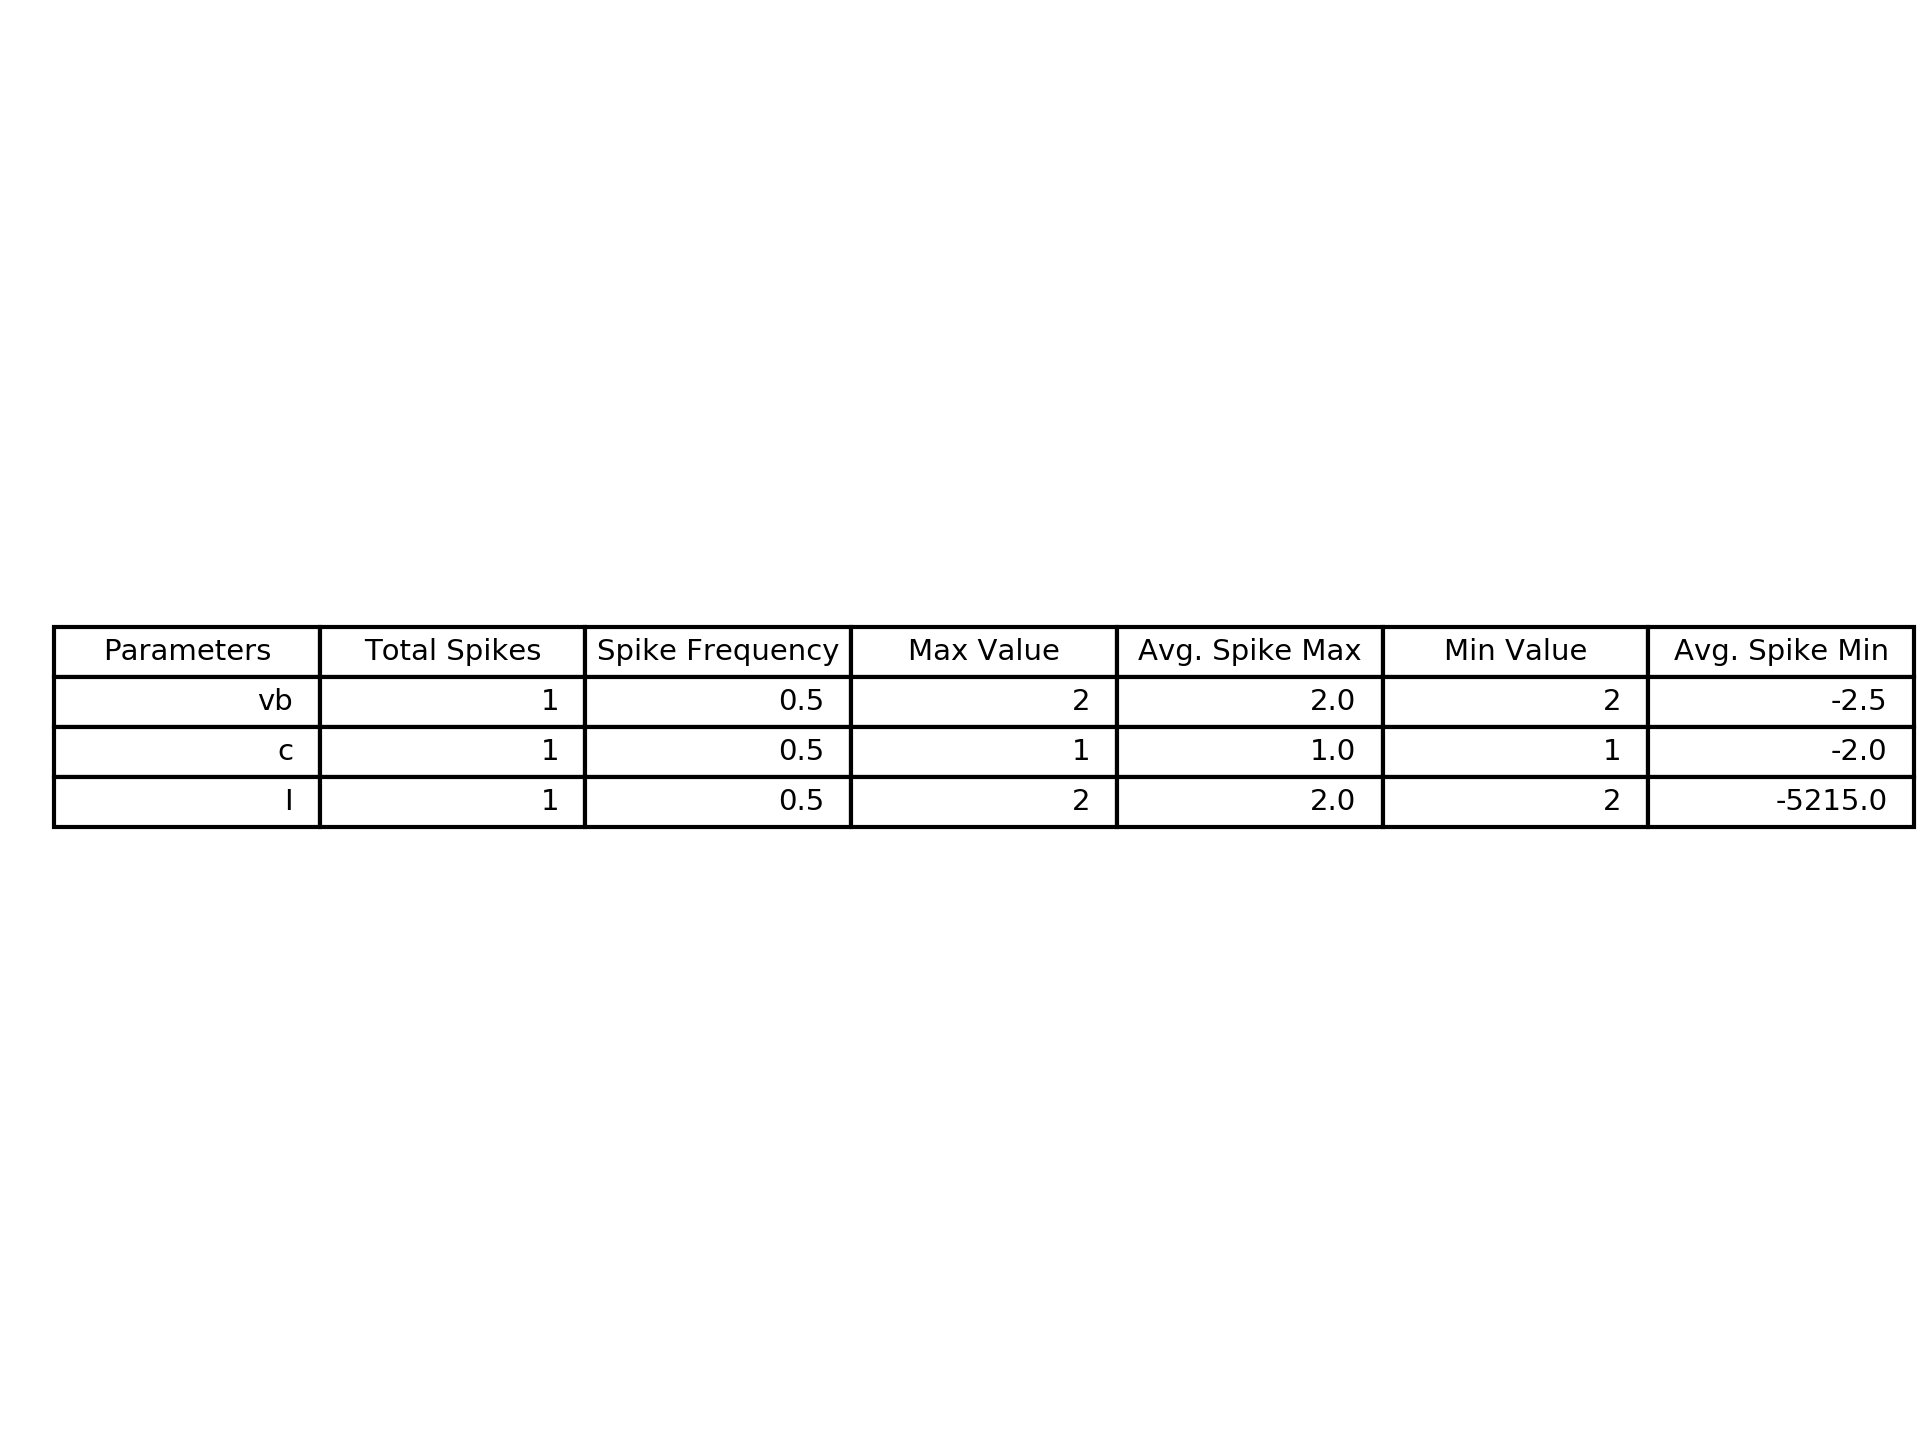 Parameters Total Spikes Spike Frequency Max Value Avg. Spike Max Min Value Avg. Spike Min
vb 1 0.5 2 2.0 2 -2.5
c 1 0.5 1 1.0 1 -2.0
I 1 0.5 2 2.0 2 -5215.0